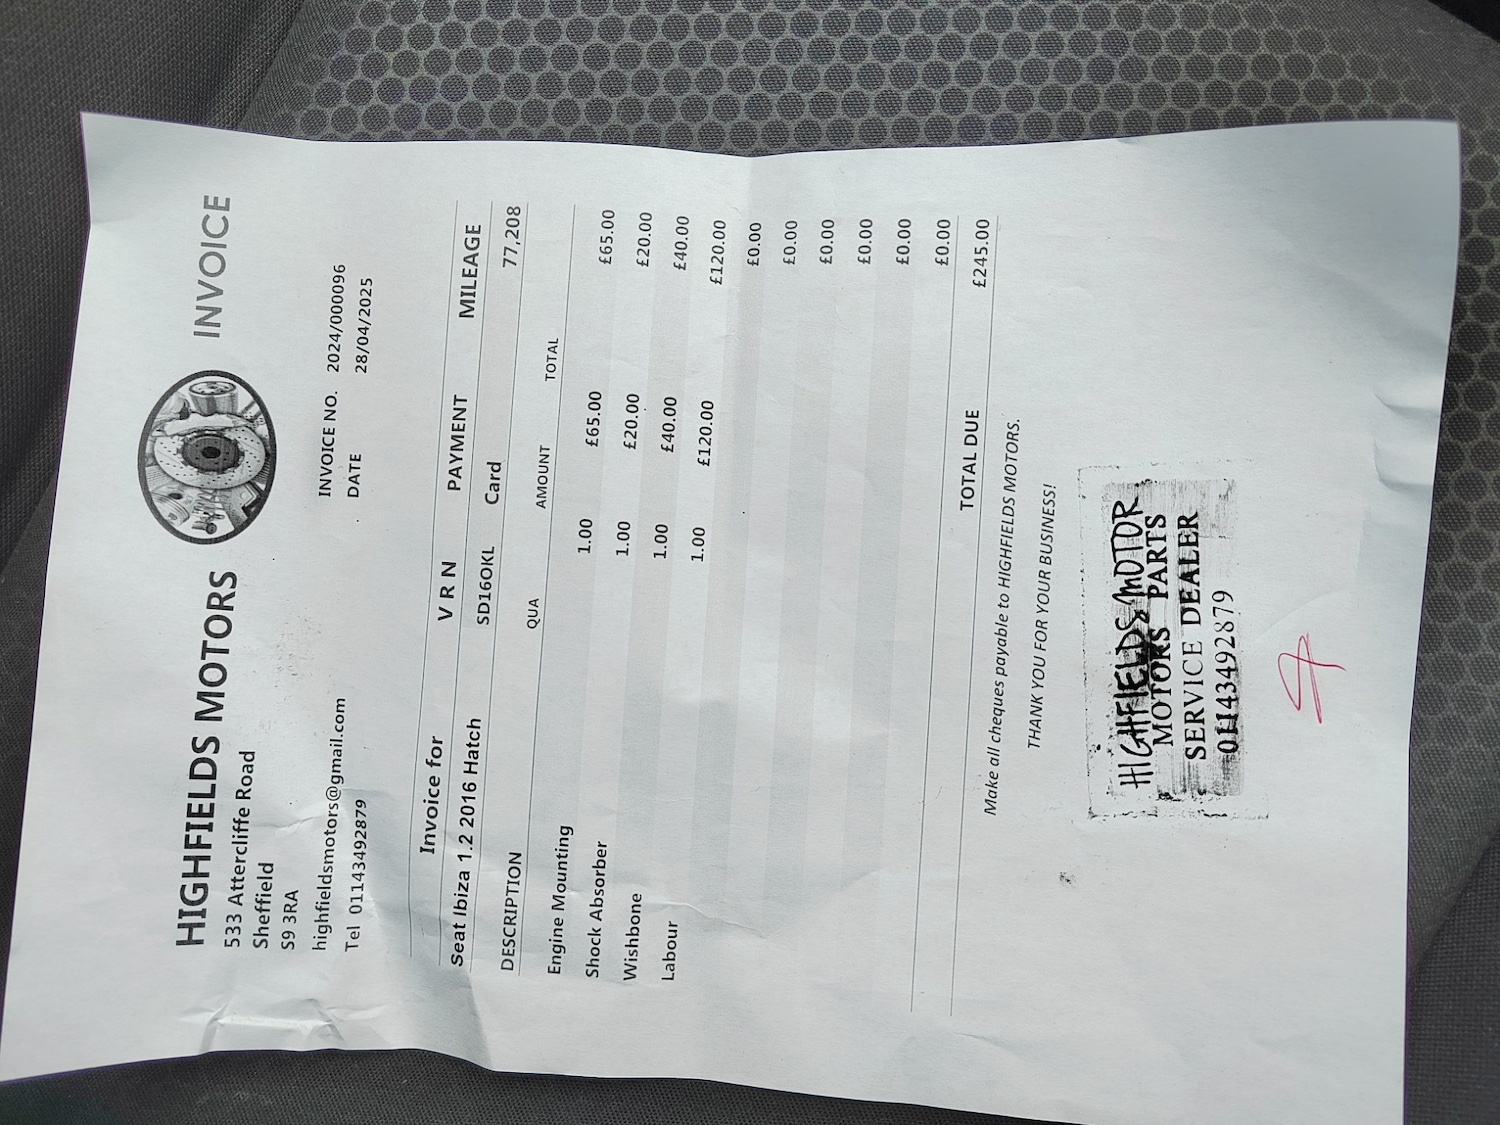 HIGHFIELDS MOTORS INVOICE
533 Attercliffe Road
Sheffield
S9 3RA
highfieldsmotors@gmail.com
Tel 01143492879
INVOICE NO. 2024/000096
DATE 28/04/2025
Invoice for V R N PAYMENT MILEAGE
Seat Ibiza 1.2 2016 Hatch SD16OKL Card 77,208
DESCRIPTION QUA AMOUNT TOTAL
Engine Mounting 1.00 £65.00 £65.00
Shock Absorber 1.00 £20.00 £20.00
Wishbone 1.00 £40.00 £40.00
Labour 1.00 £120.00 £120.00
£0.00
£0.00
£0.00
£0.00
£0.00
£0.00
TOTAL DUE £245.00
Make all cheques payable to HIGHFIELDS MOTORS.
THANK YOU FOR YOUR BUSINESS!
HIGHFIELDS MOTOR
MOTORS PARTS
SERVICE DEALER
01143492879